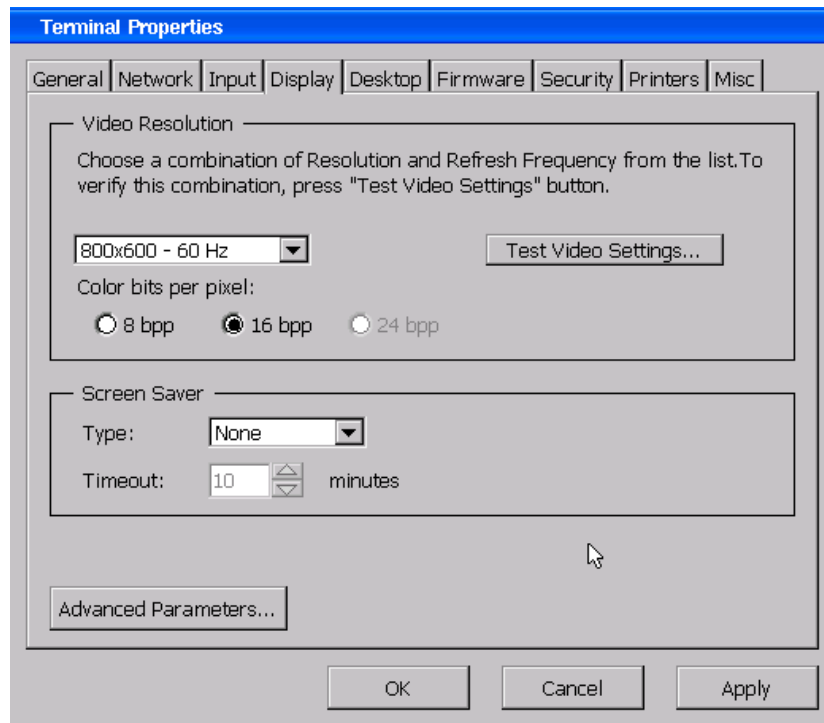 Terminal Properties
General Network Input Display Desktop Firmware Security Printers Misc
Video Resolution
Choose a combination of Resolution and Refresh Frequency from the list.To
verify this combination, press "Test Video Settings" button.
800x600 - 60 Hz Test Video Settings...
Color bits per pixel:
8 bpp 16 bpp 24 bpp
Screen Saver
Type: None
Timeout: 10 minutes
Advanced Parameters...
OK Cancel Apply